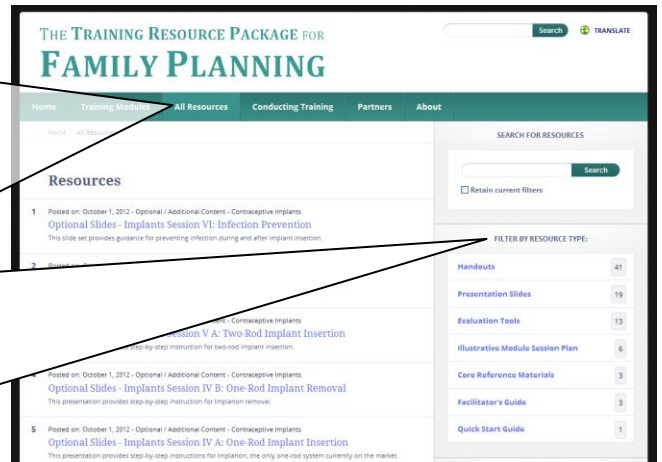 THE TRAINING RESOURCE PACKAGE FOR
FAMILY PLANNING
Search
TRANSLATE
Home Training Modules All Resources Conducting Training Partners About
Home / All Resources
Resources
1 Posted on: October 1, 2012 - Optional / Additional Content - Contraceptive Implants
Optional Slides - Implants Session VI: Infection Prevention
This slide set provides guidance for preventing infection during and after implant insertion.
2 Posted on:
Content - Contraceptive Implants
Session V A: Two-Rod Implant Insertion
step-by-step instruction for two-rod implant insertion.
Posted on: October 1, 2012 - Optional / Additional Content - Contraceptive Implants
Optional Slides - Implants Session IV B: One-Rod Implant Removal
This presentation provides step-by-step instruction for Implanon removal.
5 Posted on: October 1, 2012 - Optional / Additional Content - Contraceptive Implants
Optional Slides - Implants Session IV A: One-Rod Implant Insertion
This presentation provides step-by-step instructions for Implanon, the only one-rod system currently on the market.
SEARCH FOR RESOURCES
Search
Retain current filters
FILTER BY RESOURCE TYPE:
Handouts 41
Presentation Slides 19
Evaluation Tools 13
Illustrative Module Session Plan 6
Core Reference Materials 3
Facilitator's Guide 3
Quick Start Guide 1